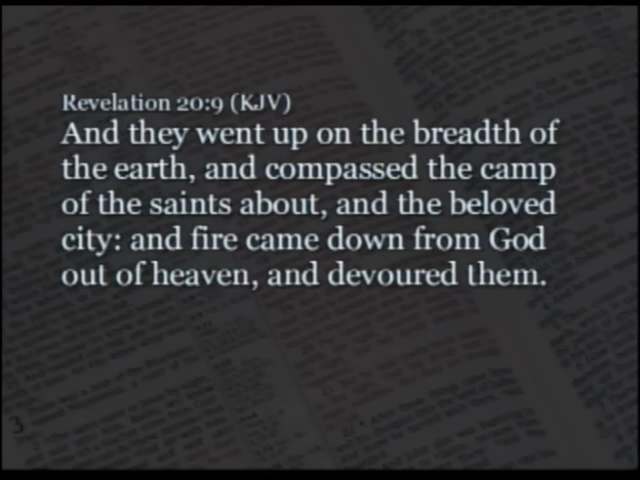 Revelation 20:9 (KJV)
And they went up on the breadth of
the earth, and compassed the camp
of the saints about, and the beloved
city: and fire came down from God
out of heaven, and devoured them.
3